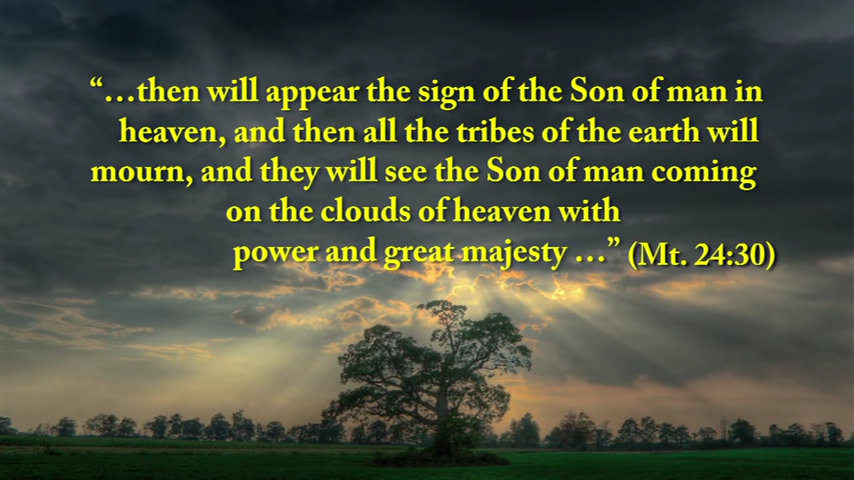 “…then will appear the sign of the Son of man in
heaven, and then all the tribes of the earth will
mourn, and they will see the Son of man coming
on the clouds of heaven with
power and great majesty …” (Mt. 24:30)